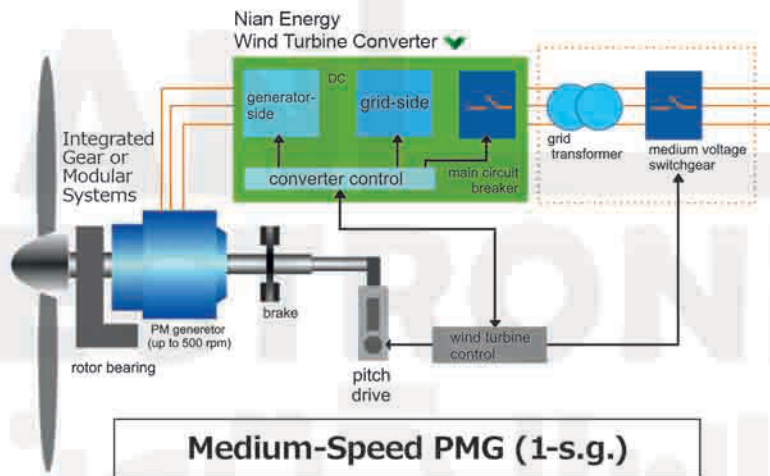 Nian Energy
Wind Turbine Converter
DC
generator-
side
grid-side
converter control
main circuit
breaker
grid
transformer
medium voltage
switchgear
Integrated
Gear or
Modular
Systems
PM generetor
(up to 500 rpm)
rotor bearing
brake
pitch
drive
wind turbine
control
Medium-Speed PMG (1-s.g.)